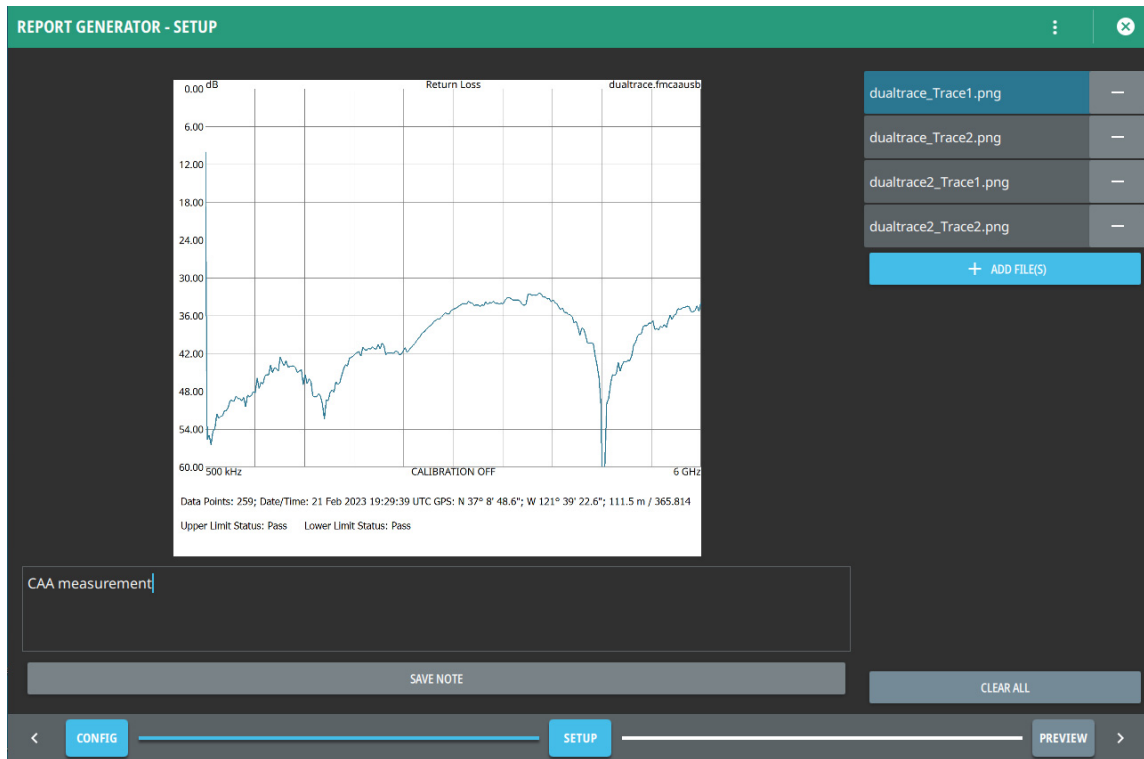 REPORT GENERATOR - SETUP
0.00 dB Return Loss dualtrace.fmcaausb
6.00
12.00
18.00
24.00
30.00
36.00
42.00
48.00
54.00
60.00 500 kHz CALIBRATION OFF 6 GHz
Data Points: 259; Date/Time: 21 Feb 2023 19:29:39 UTC GPS: N 37° 8' 48.6"; W 121° 39' 22.6"; 111.5 m / 365.814
Upper Limit Status: Pass Lower Limit Status: Pass
dualtrace_Trace1.png
dualtrace_Trace2.png
dualtrace2_Trace1.png
dualtrace2_Trace2.png
+ ADD FILE(S)
CAA measurement
SAVE NOTE
CLEAR ALL
CONFIG SETUP PREVIEW